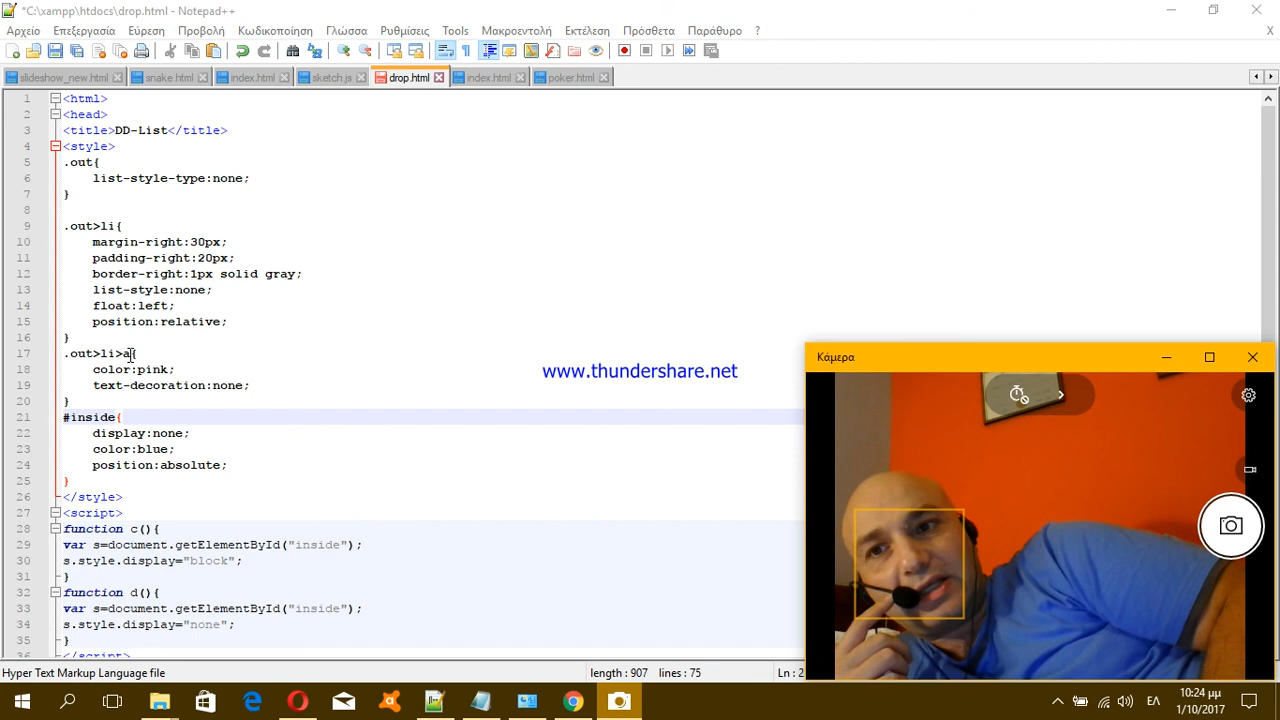 *C:\xampp\htdocs\drop.html - Notepad++
Αρχείο Επεξεργασία Εύρεση Προβολή Κωδικοποίηση Γλώσσα Ρυθμίσεις Tools Μακροεντολή Εκτέλεση Πρόσθετα Παράθυρο ? X
slideshow_new.html snake.html index.html sketch.js drop.html index.html poker.html
1 <html>
2 <head>
3 <title>DD-List</title>
4 <style>
5 .out{
6 list-style-type:none;
7 }
8
9 .out>li{
10 margin-right:30px;
11 padding-right:20px;
12 border-right:1px solid gray;
13 list-style:none;
14 float:left;
15 position:relative;
16 }
17 .out>li>a{
18 color:pink;
19 text-decoration:none;
20 }
21 #inside{
22 display:none;
23 color:blue;
24 position:absolute;
25 }
26 </style>
27 <script>
28 function c(){
29 var s=document.getElementById("inside");
30 s.style.display="block";
31 }
32 function d(){
33 var s=document.getElementById("inside");
34 s.style.display="none";
35 }
36 </script>
www.thundershare.net
Κάμερα
Hyper Text Markup Language file length : 907 lines : 75 Ln : 2
ΕΛ
10:24 μμ
1/10/2017